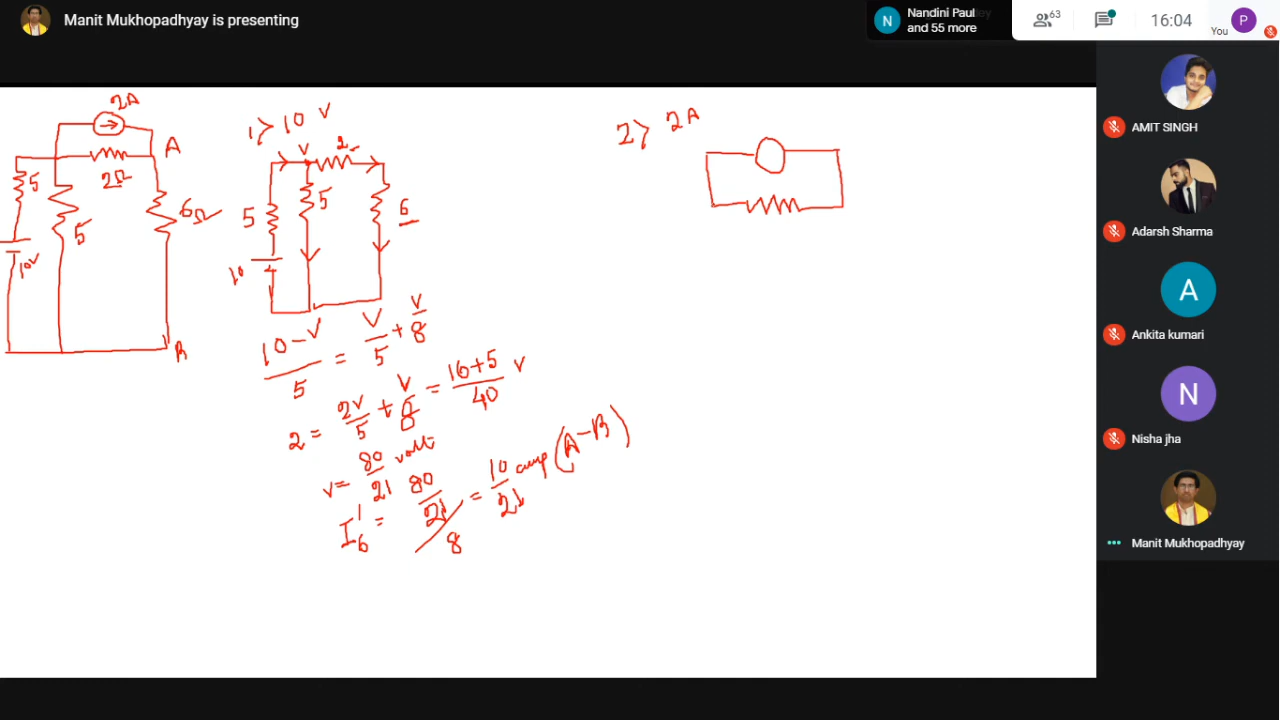 Manit Mukhopadhyay is presenting
N
Nandini Paul
and 55 more
63
16:04
You
P
2A
A
5
2Ω
6Ω
5
10V
B
1> 10 V
V
2
5
5
6
10
(10-V)/5 = V/5 + V/8
2 = 2V/5 + V/8 = (16+5)/40 V
V = 80/21 volt
I₆' = (80/21)/8 = 10/21 amp (A-B)
2> 2A
AMIT SINGH
Adarsh Sharma
A
Ankita kumari
N
Nisha jha
Manit Mukhopadhyay